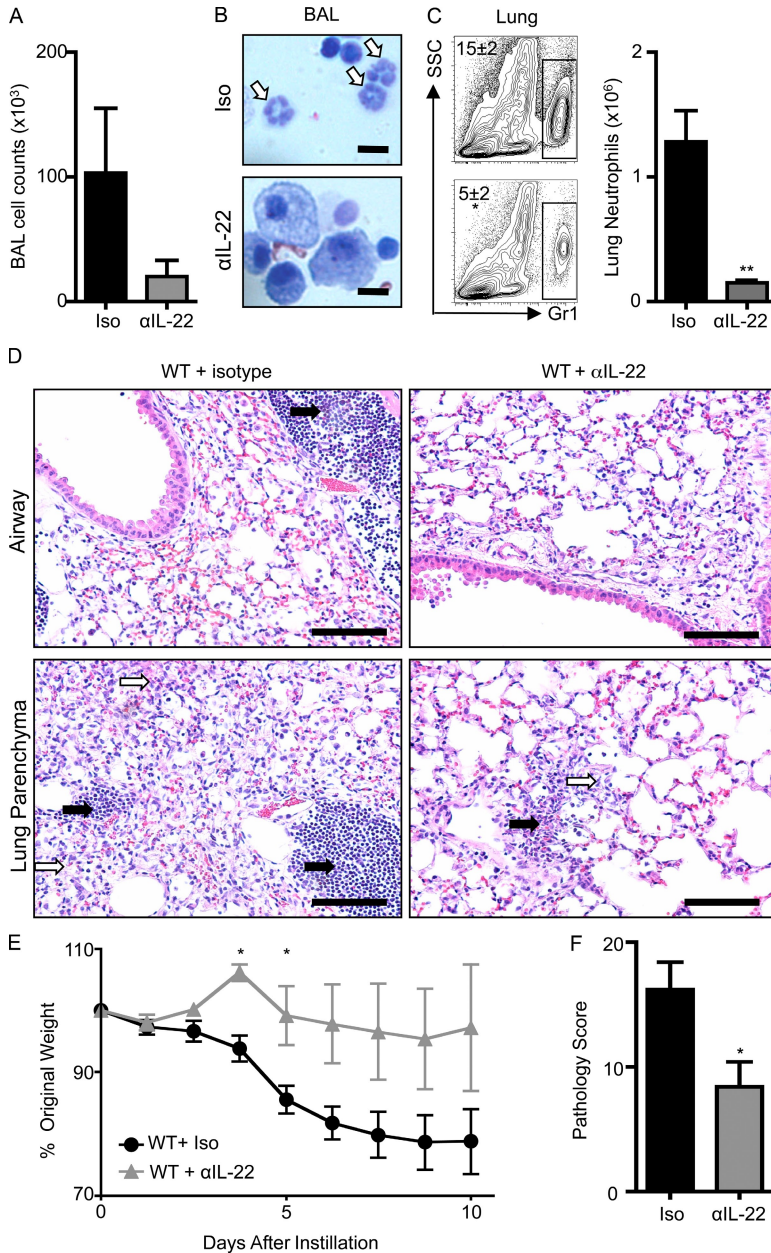 A
BAL cell counts (x10³)
200
100
0
Iso
αIL-22
B
BAL
Iso
αIL-22
C
Lung
SSC
15±2
5±2
*
Gr1
Lung Neutrophils (x10⁶)
2
1
0
**
Iso
αIL-22
D
WT + isotype
WT + αIL-22
Airway
Lung Parenchyma
E
% Original Weight
110
90
70
*
*
WT+ Iso
WT + αIL-22
0
5
10
Days After Instillation
F
Pathology Score
20
10
0
*
Iso
αIL-22